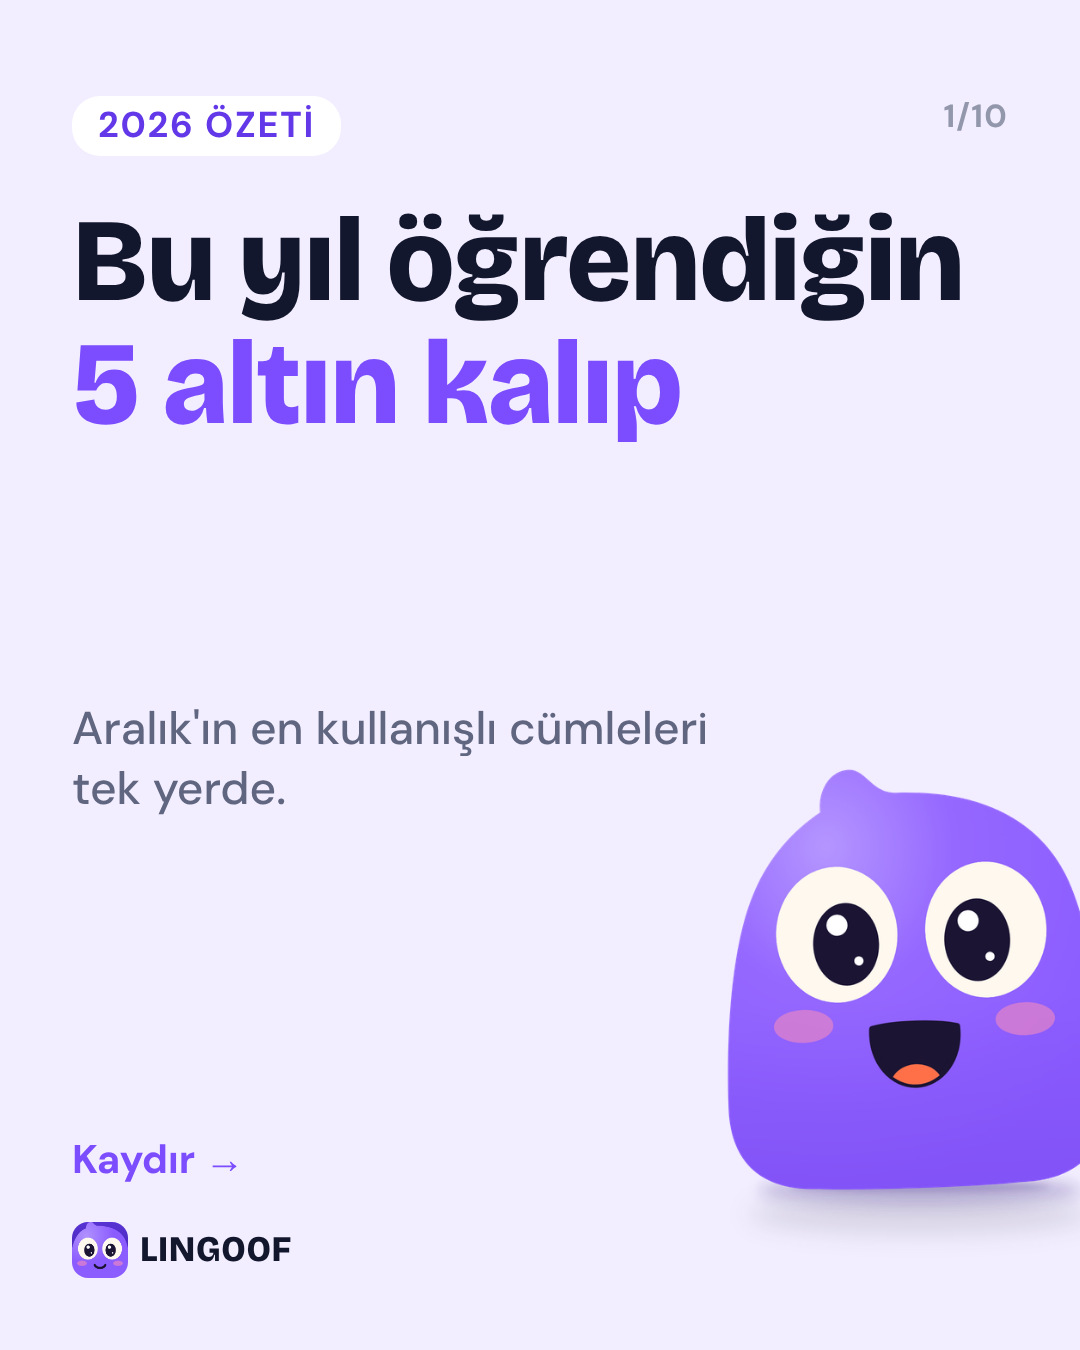 2026 ÖZETİ
1/10
Bu yıl öğrendiğin
5 altın kalıp
Aralık'ın en kullanışlı cümleleri
tek yerde.
Kaydır →
LINGOOF